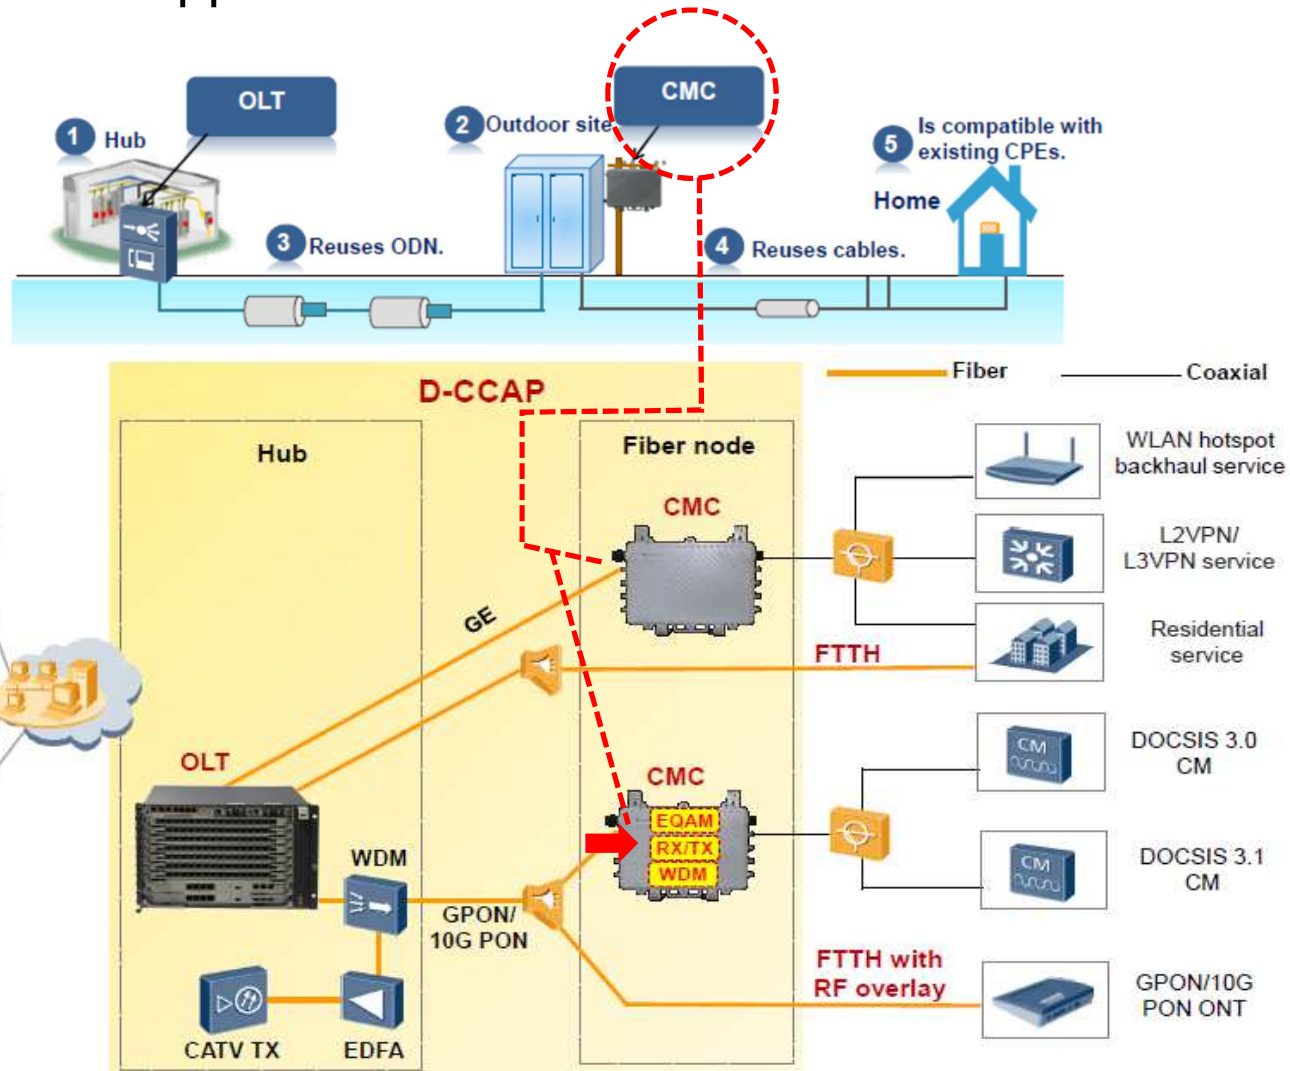 OLT
CMC
1 Hub
2 Outdoor site
5 Is compatible with
existing CPEs.
Home
3 Reuses ODN.
4 Reuses cables.
D-CCAP
Fiber
Coaxial
Hub
Fiber node
CMC
WLAN hotspot
backhaul service
L2VPN/
L3VPN service
GE
FTTH
Residential
service
OLT
CMC
EQAM
RX/TX
WDM
CM
DOCSIS 3.0
CM
WDM
GPON/
10G PON
CM
DOCSIS 3.1
CM
FTTH with
RF overlay
GPON/10G
PON ONT
CATV TX
EDFA